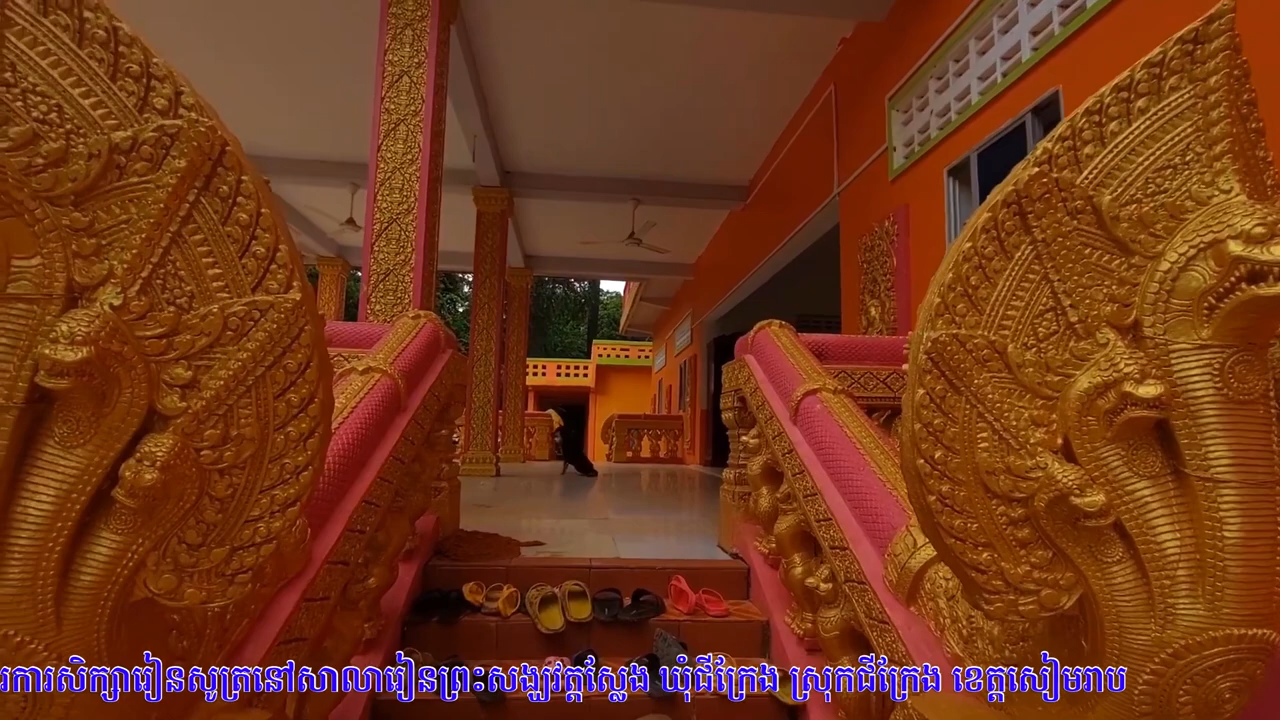 រការសិក្សារៀនសូត្រនៅសាលារៀនព្រះសង្ឃវត្តស្លែង ឃុំជីក្រែង ស្រុកជីក្រែង ខេត្តសៀមរាប